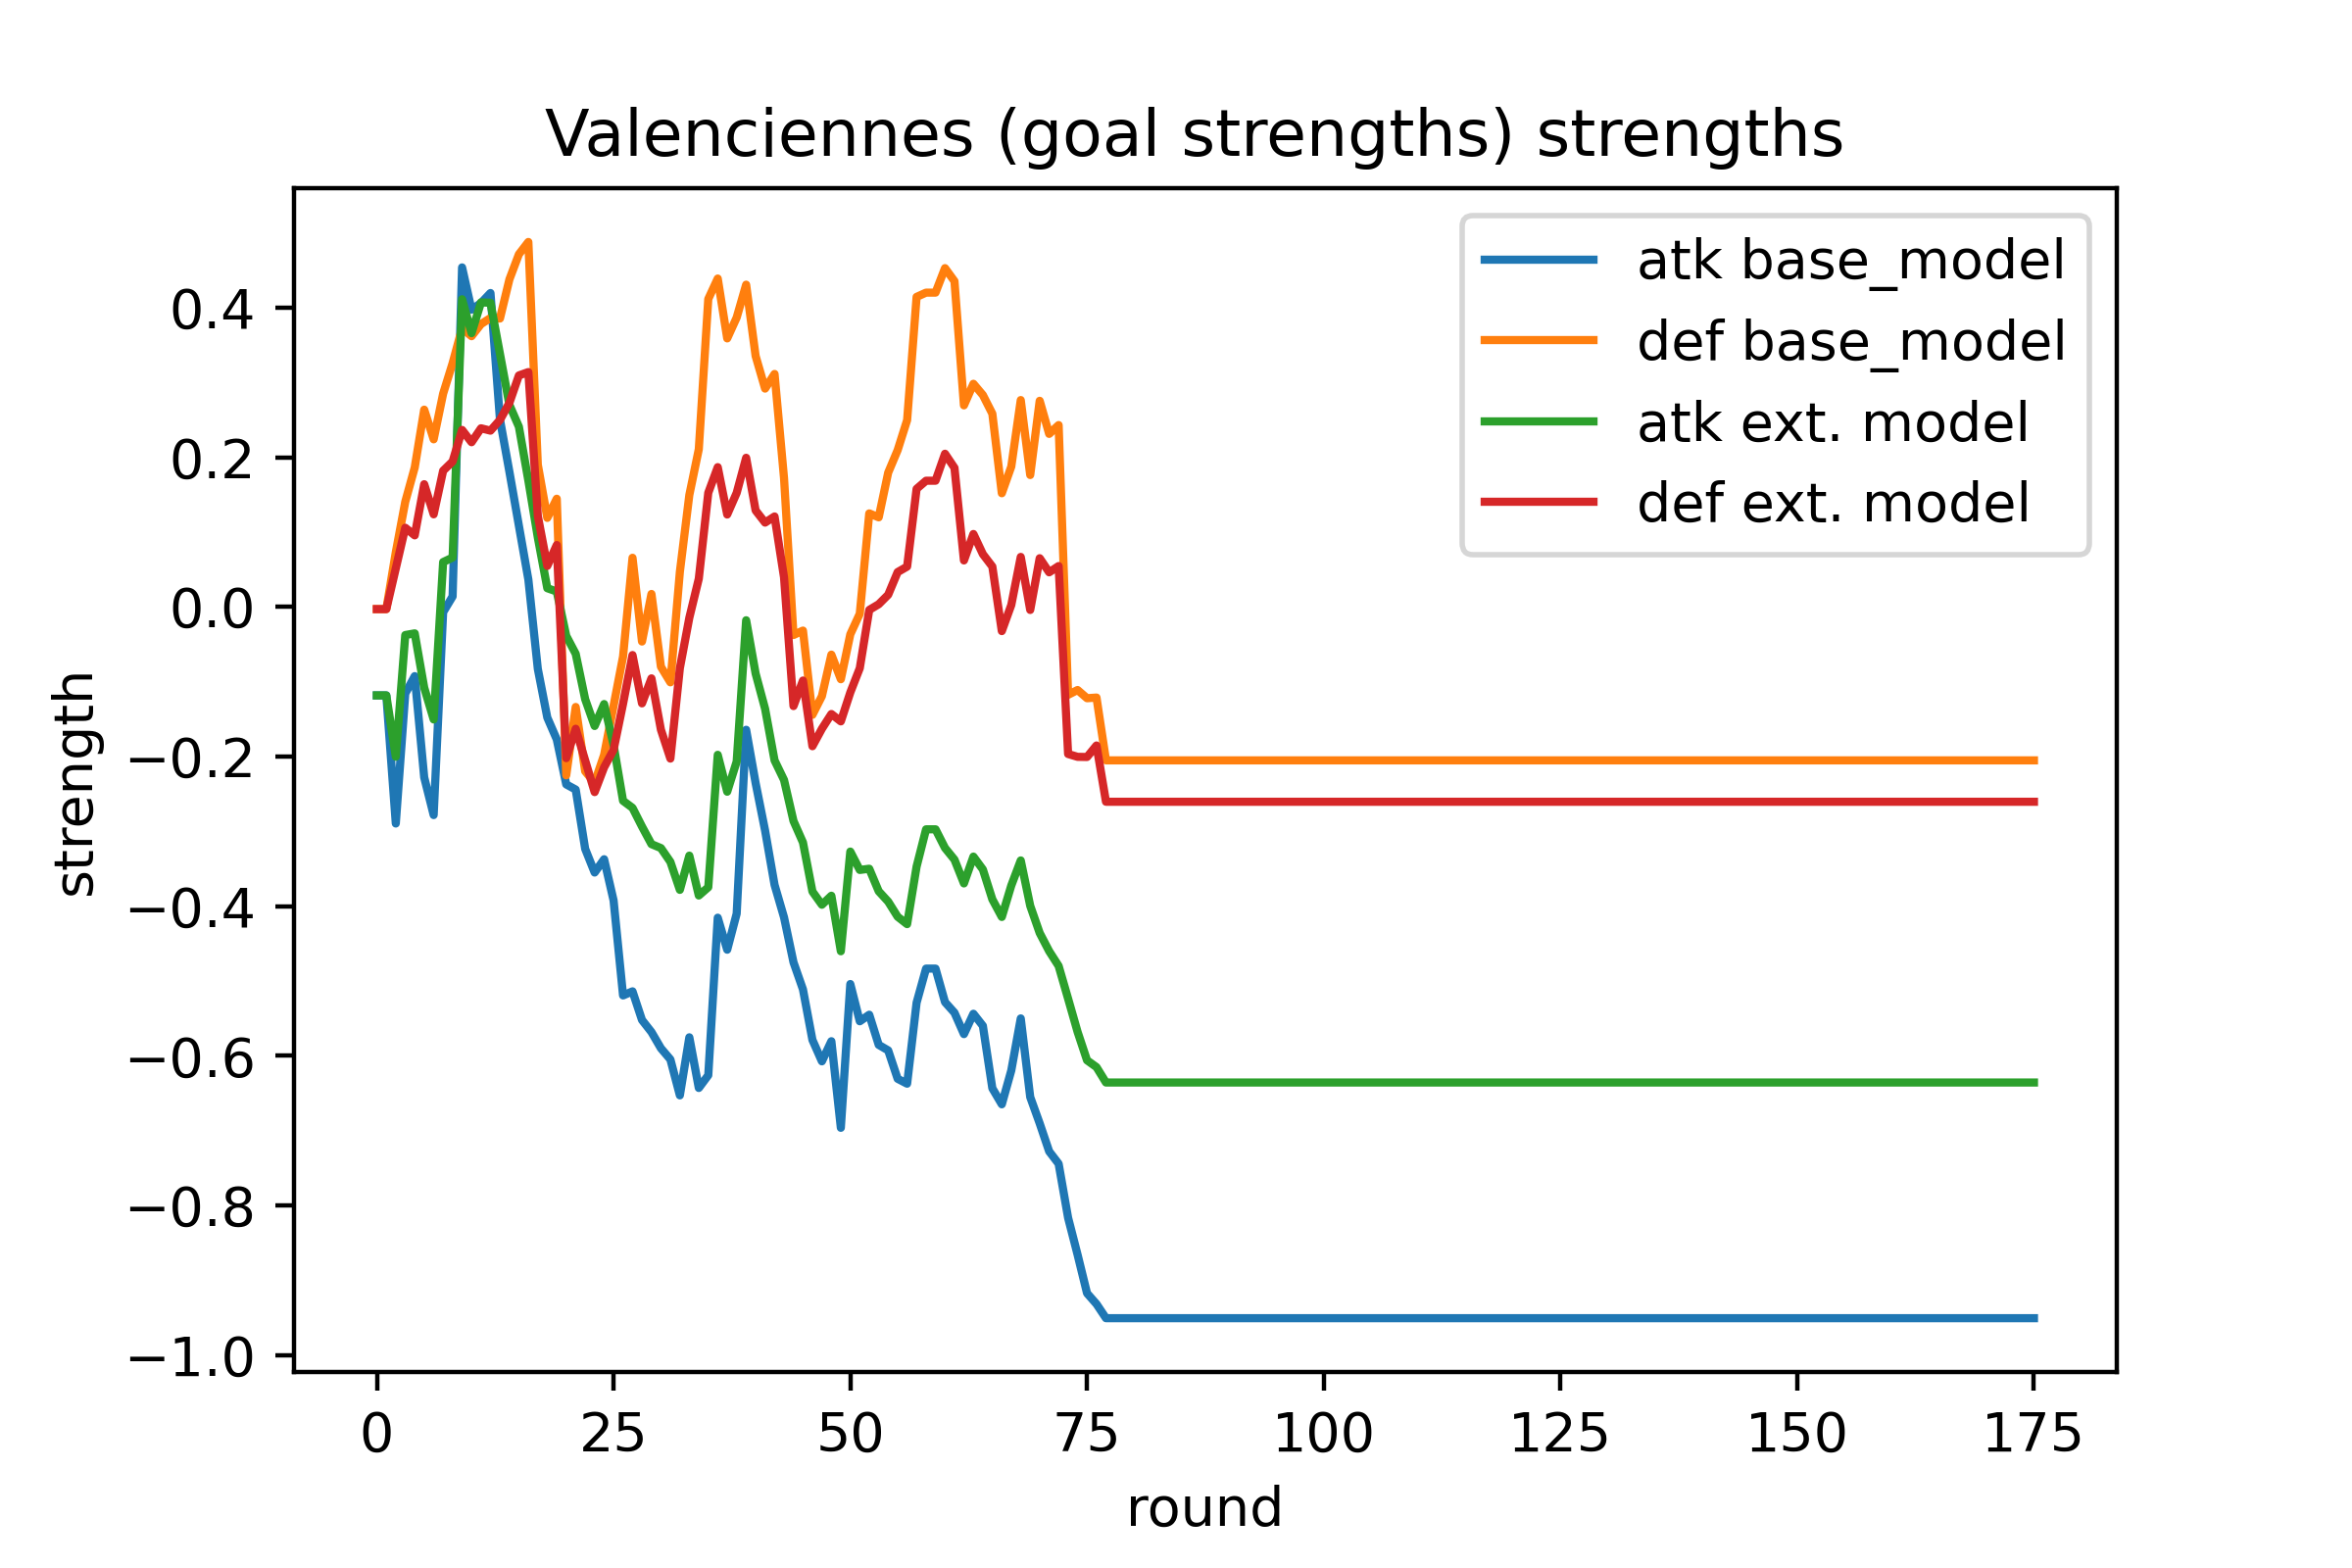 Valenciennes (goal strengths) strengths
atk base_model
def base_model
atk ext. model
def ext. model
0.4
0.2
0.0
−0.2
−0.4
−0.6
−0.8
−1.0
strength
0 25 50 75 100 125 150 175
round